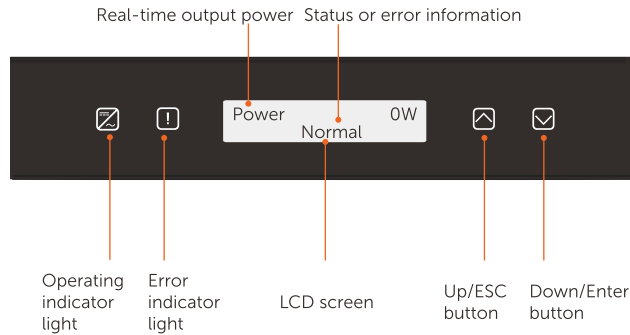 Real-time output power Status or error information
Power 0W
Normal
Operating
indicator
light
Error
indicator
light
LCD screen
Up/ESC
button
Down/Enter
button